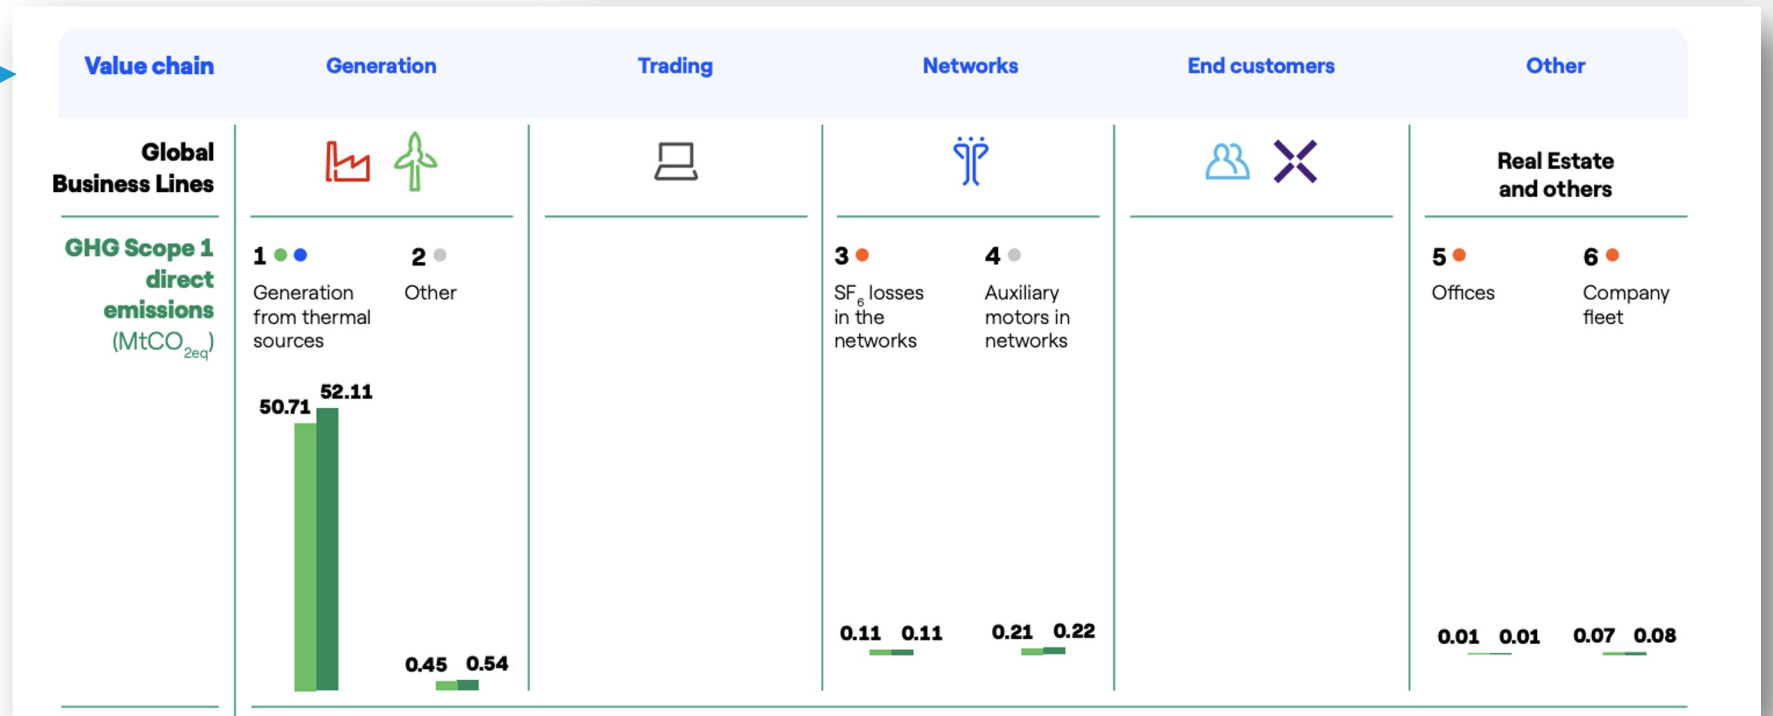 Value chain
Generation
Trading
Networks
End customers
Other
Global
Business Lines
Real Estate
and others
GHG Scope 1
direct
emissions
(MtCO2eq)
1
Generation
from thermal
sources
2
Other
3
SF6 losses
in the
networks
4
Auxiliary
motors in
networks
5
Offices
6
Company
fleet
50.71 52.11
0.45 0.54
0.11 0.11
0.21 0.22
0.01 0.01
0.07 0.08